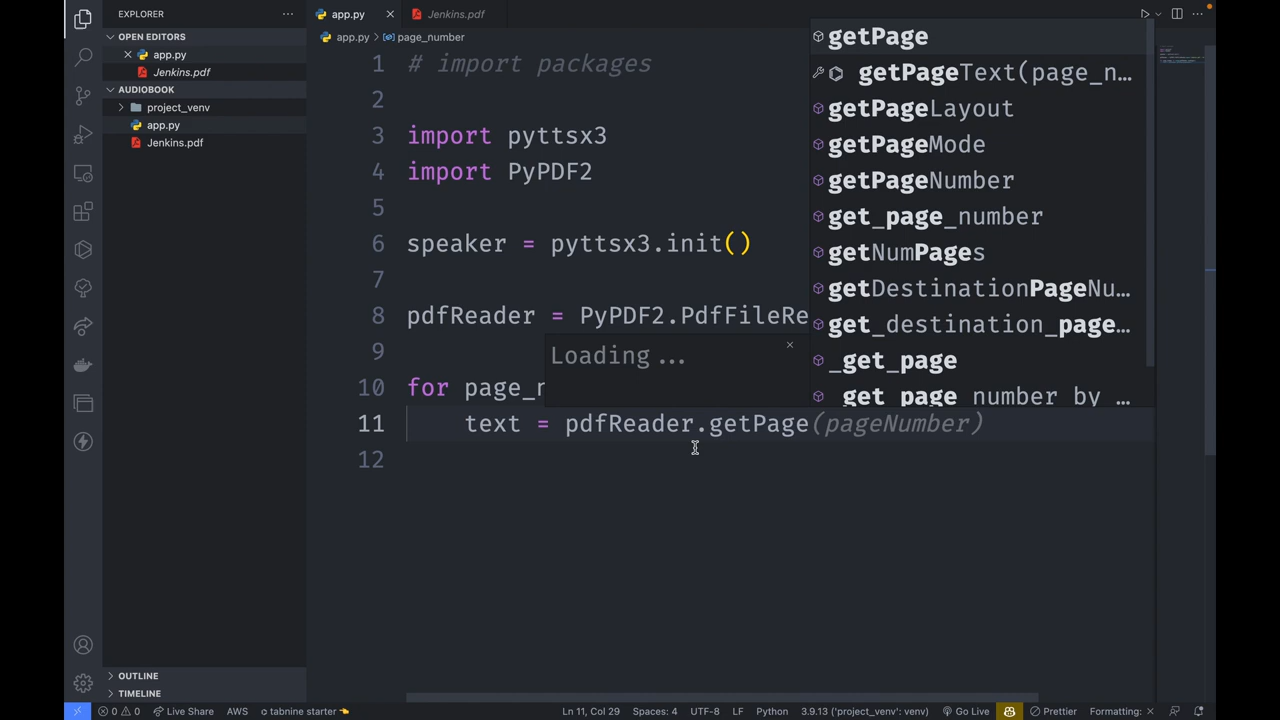 EXPLORER
OPEN EDITORS
app.py
Jenkins.pdf
AUDIOBOOK
project_venv
app.py
Jenkins.pdf
OUTLINE
TIMELINE
app.py
Jenkins.pdf
app.py > page_number
1 # import packages
2
3 import pyttsx3
4 import PyPDF2
5
6 speaker = pyttsx3.init()
7
8 pdfReader = PyPDF2.PdfFileRe
9
Loading ...
10 for page_n
11 text = pdfReader.getPage(pageNumber)
12
getPage
getPageText(page_n…
getPageLayout
getPageMode
getPageNumber
get_page_number
getNumPages
getDestinationPageNu…
get_destination_page…
_get_page
_get_page_number_by_…
0 0 Live Share AWS tabnine starter Ln 11, Col 29 Spaces: 4 UTF-8 LF Python 3.9.13 ('project_venv': venv) Go Live Prettier Formatting: ×